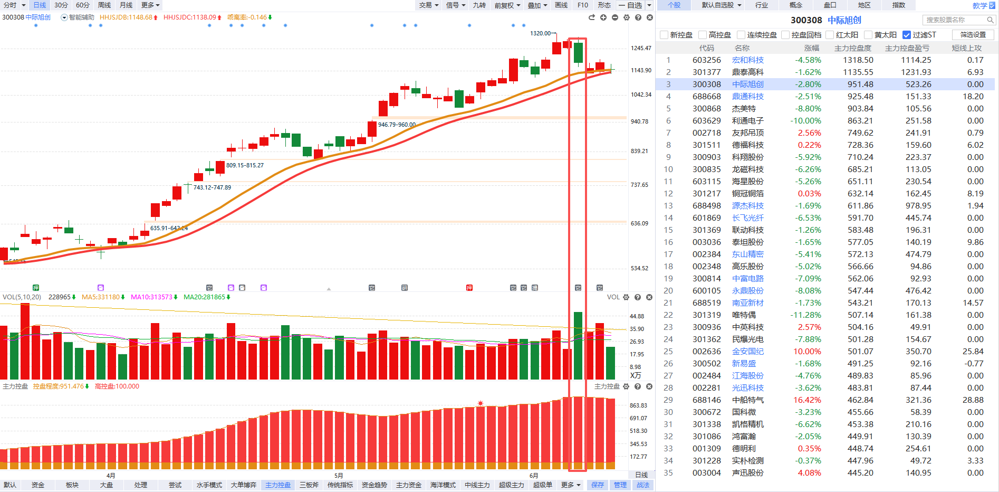 分时 日线 30分 60分 周线 月线 更多 交易 信号 九转 前复权 叠加 画线 F10 形态 一自选
300308 中际旭创 智能辅助 HHJSJDB:1148.68 HHJSJDC:1138.09 乖离率:-0.146
1320.00
1245.47
1143.90
1042.34
946.79-960.00
940.78
839.21
809.15-815.27
743.12-747.89
737.65
635.91-642.24
636.09
534.52
押 它 它 研 押 它 它 提 它 它
VOL(5,10,20) 228965 MA5:331180 MA10:313573 MA20:281865 VOL
44.88
35.90
26.93
17.95
8.98
X万
主力控盘 控盘程度:951.476 高控盘:100.000 主力控盘
863.83
691.07
518.30
345.53
172.77
4月 5月 6月 日线
默认 资金 板块 大盘 处理 尝试 水手模式 大单博弈 主力控盘 三板斧 传统指标 资金趋势 主力资金 海洋模式 中线主力 超级主力 超级单 更多 保存 管理 战法
个股 默认自选股 行业 概念 盘口 地区 指数 教学
300308 中际旭创 搜索股票名称
新控盘 高控盘 连续控盘 控盘回档 红太阳 黄太阳 过滤ST 筛选设置
代码 名称 涨幅 主力控盘度 主力控盘盈亏 短线上攻
1 603256 宏和科技 -4.58% 1318.50 1114.25 0.17
2 301377 鼎泰高科 -1.62% 1135.55 1231.93 6.93
3 300308 中际旭创 -2.80% 951.48 523.26 0.00
4 688668 鼎通科技 -2.51% 925.48 151.33 18.20
5 300868 杰美特 -8.80% 903.84 105.56 0.00
6 603629 利通电子 -10.00% 863.21 251.58 0.00
7 002718 友邦吊顶 2.56% 749.62 241.91 0.79
8 301511 德福科技 0.22% 728.36 159.60 6.02
9 300903 科翔股份 -5.92% 710.24 223.37 0.00
10 300835 龙磁科技 -6.26% 685.21 113.05 0.00
11 603115 海星股份 -5.26% 651.11 230.54 0.00
12 301217 铜冠铜箔 0.03% 632.14 162.45 8.19
13 688498 源杰科技 -1.69% 611.86 978.95 1.94
14 601869 长飞光纤 -6.53% 591.70 445.74 0.00
15 301369 联动科技 -1.26% 583.48 196.31 0.00
16 003036 泰坦股份 -1.65% 577.05 140.19 9.86
17 002384 东山精密 -5.41% 572.13 474.79 0.00
18 002348 高乐股份 -5.02% 566.66 94.86 0.00
19 300814 中富电路 -7.09% 562.06 92.93 0.00
20 600105 永鼎股份 -8.08% 547.44 476.42 0.00
21 688519 南亚新材 -1.73% 543.21 170.13 14.57
22 301319 唯特偶 -11.28% 507.14 161.38 0.00
23 300936 中英科技 2.57% 504.16 49.91 0.00
24 301362 民爆光电 -7.88% 501.28 154.67 0.00
25 002636 金安国纪 10.00% 501.07 350.70 25.84
26 300502 新易盛 -1.68% 491.25 92.16 -0.77
27 002484 江海股份 -4.76% 489.83 85.96 0.00
28 002281 光迅科技 -3.62% 483.81 87.44 0.00
29 688146 中船特气 16.42% 462.84 321.36 28.88
30 300672 国科微 -3.23% 455.66 58.39 0.00
31 301338 凯格精机 -6.62% 453.38 210.16 0.00
32 301086 鸿富瀚 -2.05% 449.91 130.39 0.00
33 001309 德明利 0.35% 448.74 254.61 0.00
34 301228 实朴检测 -0.37% 447.96 49.72 3.33
35 003004 声迅股份 4.08% 445.20 140.95 0.00